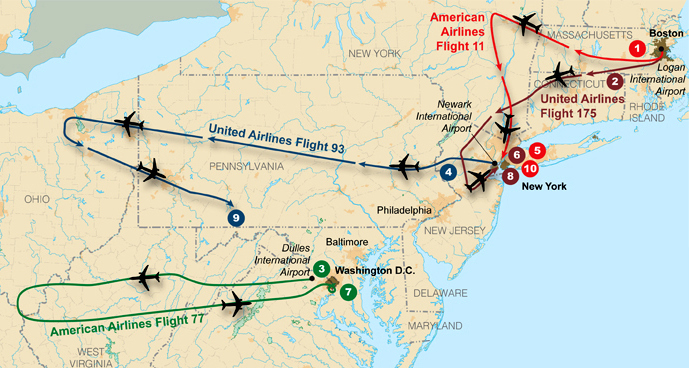 American
Airlines
Flight 11
MASSACHUSETTS
Boston
1
NEW YORK
Logan
International
Airport
2
CONNECTICUT
RHODE
ISLAND
United Airlines
Flight 175
Newark
International
Airport
United Airlines Flight 93
PENNSYLVANIA
OHIO
4
6
5
8
10
New York
Philadelphia
NEW JERSEY
9
Dulles
International
Airport
Baltimore
3
Washington D.C.
7
American Airlines Flight 77
DELAWARE
MARYLAND
WEST
VIRGINIA